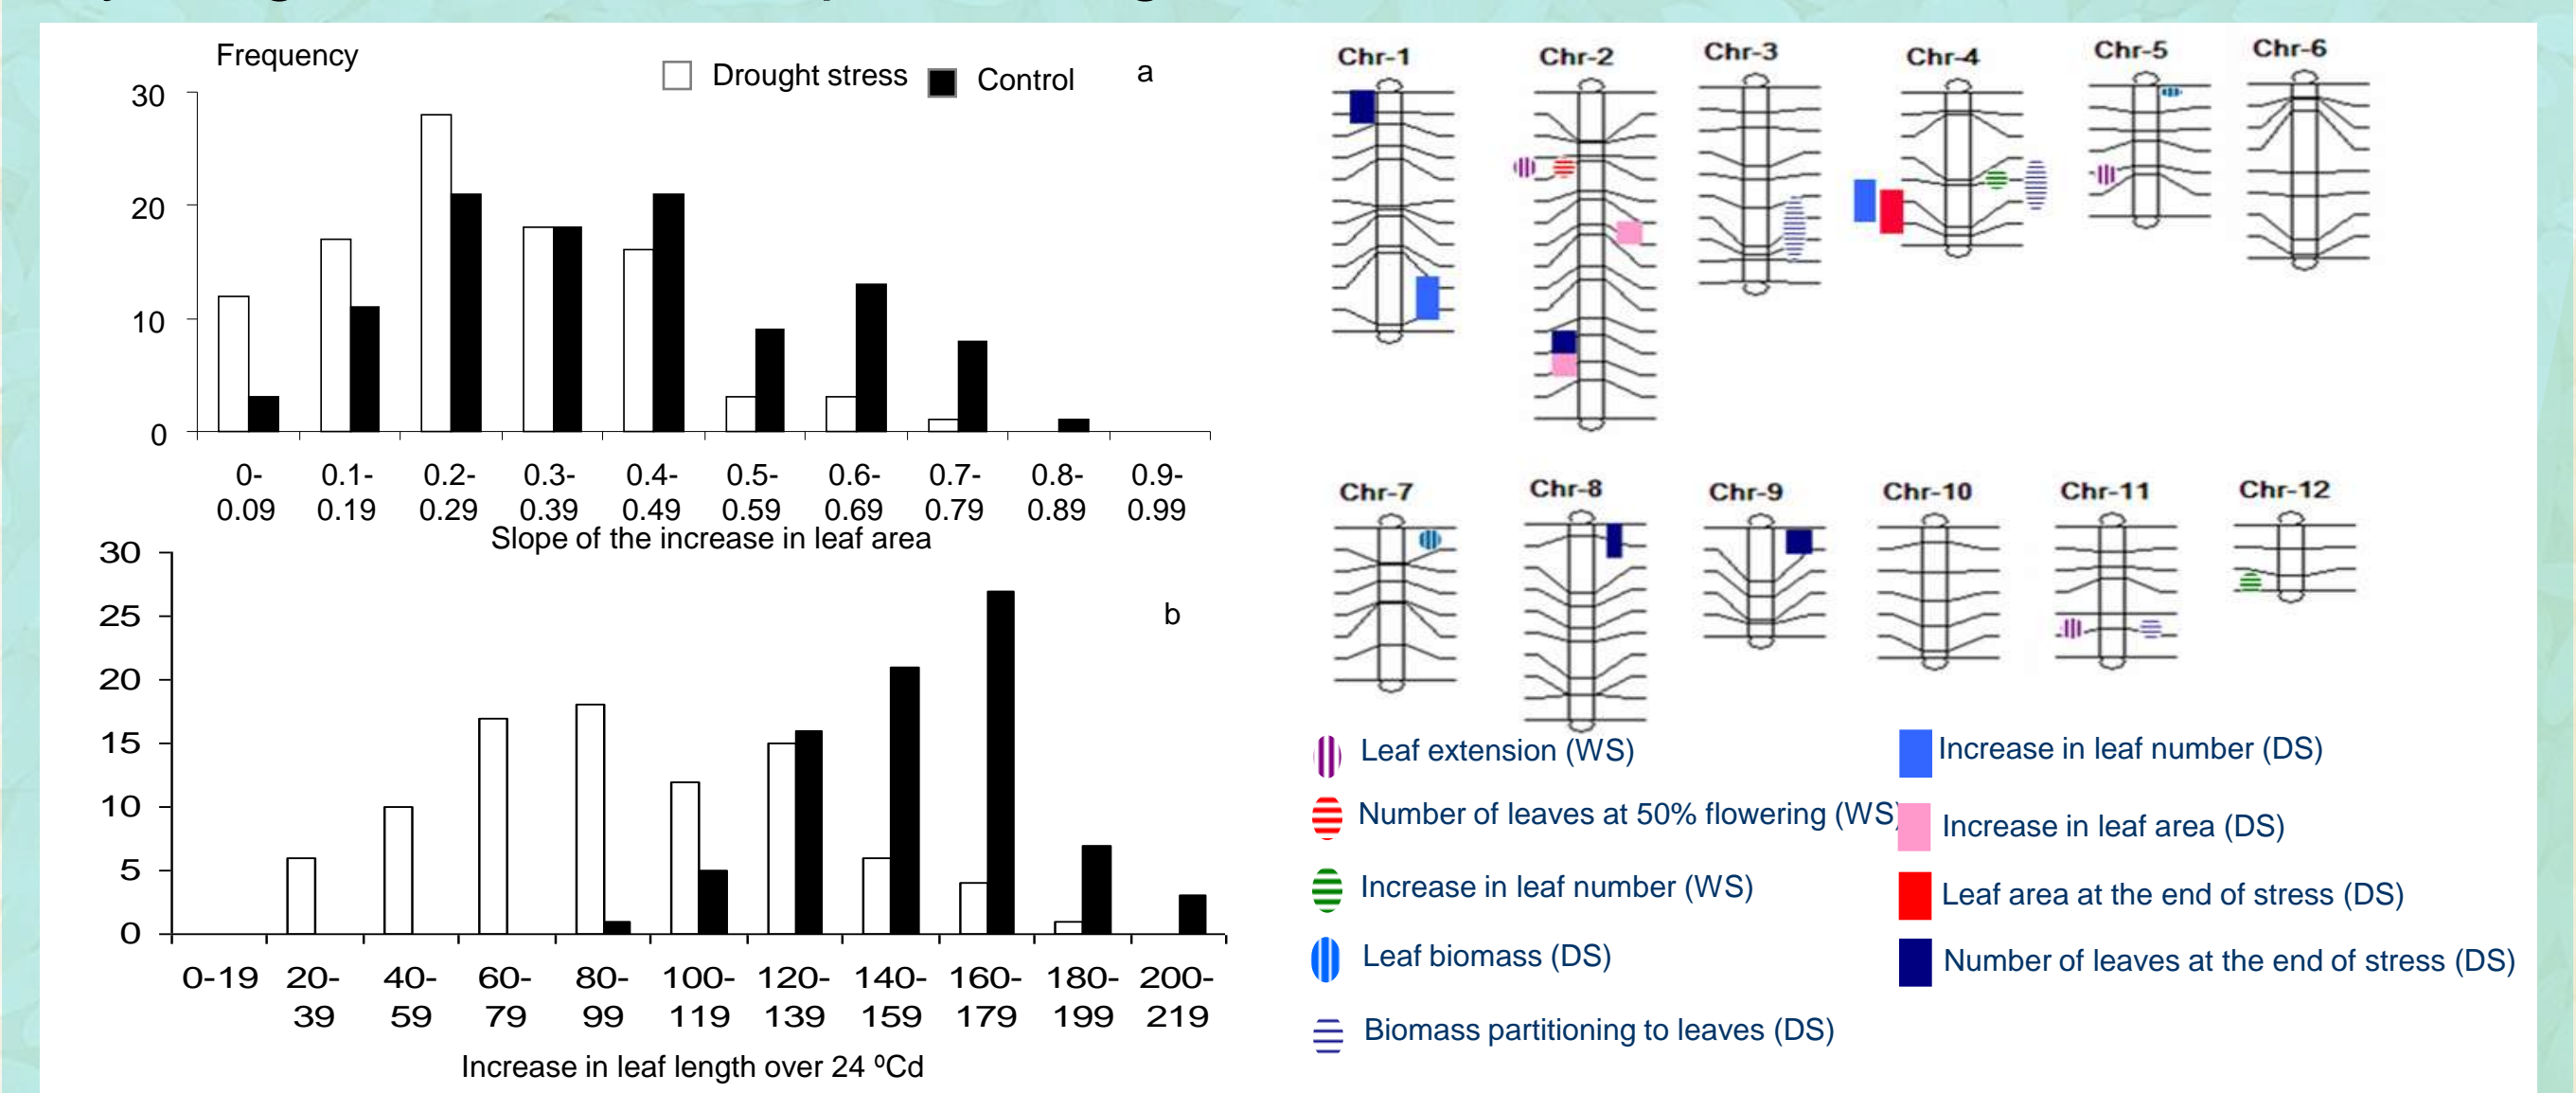 Frequency
Drought stress
Control
a
30
20
10
0
0- 0.1- 0.2- 0.3- 0.4- 0.5- 0.6- 0.7- 0.8- 0.9-
0.09 0.19 0.29 0.39 0.49 0.59 0.69 0.79 0.89 0.99
Slope of the increase in leaf area
b
30
25
20
15
10
5
0
0-19 20- 40- 60- 80- 100- 120- 140- 160- 180- 200-
39 59 79 99 119 139 159 179 199 219
Increase in leaf length over 24 ºCd
Chr-1 Chr-2 Chr-3 Chr-4 Chr-5 Chr-6
Chr-7 Chr-8 Chr-9 Chr-10 Chr-11 Chr-12
Leaf extension (WS)
Number of leaves at 50% flowering (WS)
Increase in leaf number (WS)
Leaf biomass (DS)
Biomass partitioning to leaves (DS)
Increase in leaf number (DS)
Increase in leaf area (DS)
Leaf area at the end of stress (DS)
Number of leaves at the end of stress (DS)